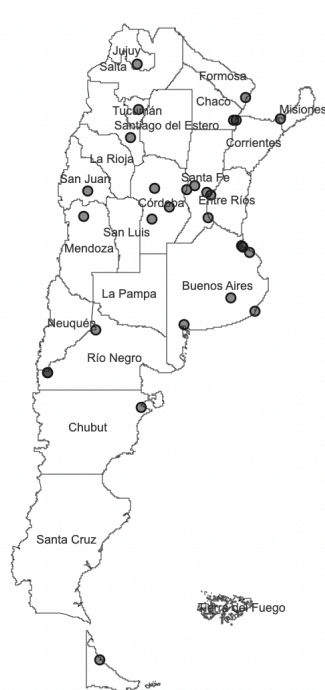 Jujuy
Salta
Formosa
Chaco
Misiones
Tucumán
Santiago del Estero
Corrientes
La Rioja
San Juan
Santa Fe
Córdoba
Entre Ríos
San Luis
Mendoza
Buenos Aires
La Pampa
Neuquén
Río Negro
Chubut
Santa Cruz
Tierra del Fuego